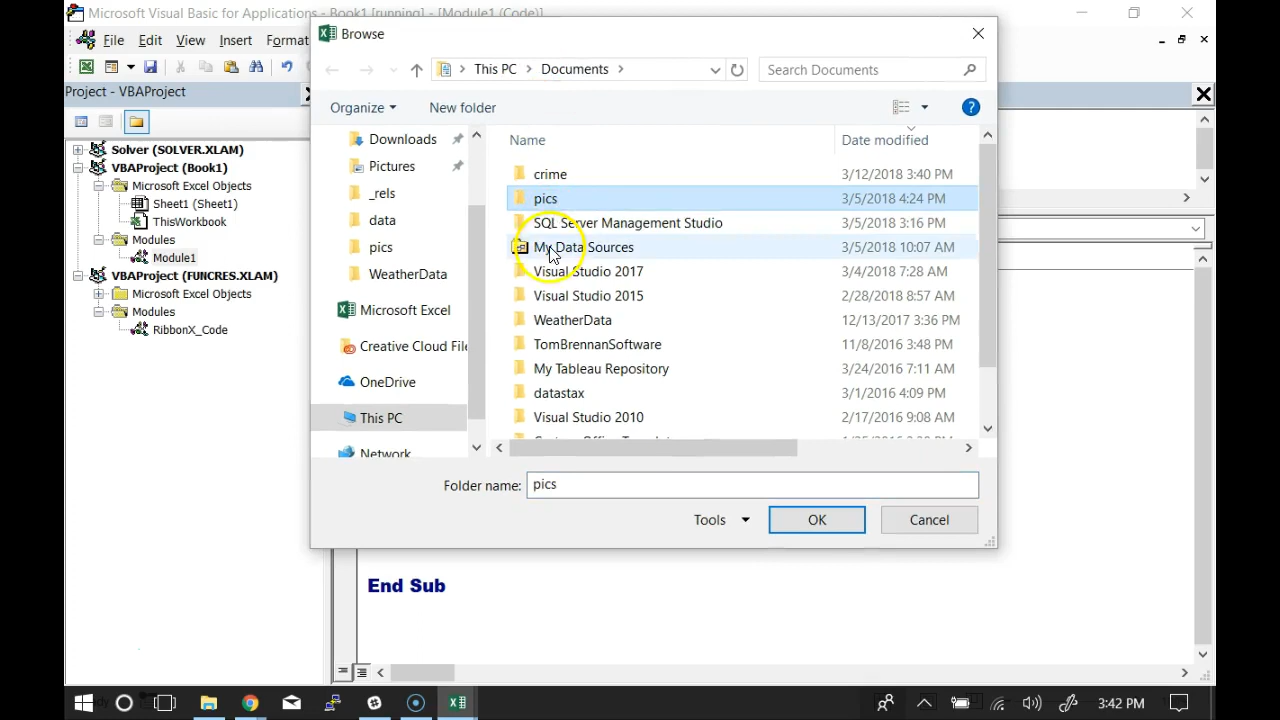 Microsoft Visual Basic for Applications - Book1 [running] - [Module1 (Code)]
File Edit View Insert Format
Project - VBAProject
Solver (SOLVER.XLAM)
VBAProject (Book1)
Microsoft Excel Objects
Sheet1 (Sheet1)
ThisWorkbook
Modules
Module1
VBAProject (FUNCRES.XLAM)
Microsoft Excel Objects
Modules
RibbonX_Code
Browse
This PC > Documents >
Search Documents
Organize New folder
Downloads
Pictures
_rels
data
pics
WeatherData
Microsoft Excel
Creative Cloud File
OneDrive
This PC
Network
Name Date modified
crime 3/12/2018 3:40 PM
pics 3/5/2018 4:24 PM
SQL Server Management Studio 3/5/2018 3:16 PM
My Data Sources 3/5/2018 10:07 AM
Visual Studio 2017 3/4/2018 7:28 AM
Visual Studio 2015 2/28/2018 8:57 AM
WeatherData 12/13/2017 3:36 PM
TomBrennanSoftware 11/8/2016 3:48 PM
My Tableau Repository 3/24/2016 7:11 AM
datastax 3/1/2016 4:09 PM
Visual Studio 2010 2/17/2016 9:08 AM
Folder name: pics
Tools OK Cancel
End Sub
3:42 PM